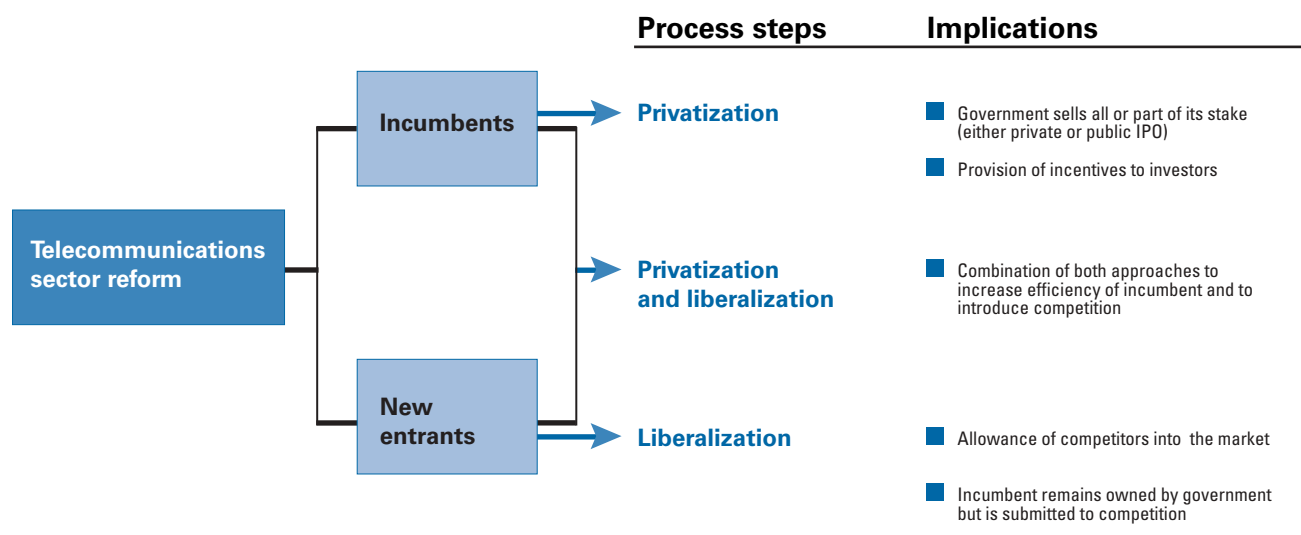 Process steps
Implications
Incumbents
Privatization
Government sells all or part of its stake
(either private or public IPO)
Provision of incentives to investors
Telecommunications
sector reform
Privatization
and liberalization
Combination of both approaches to
increase efficiency of incumbent and to
introduce competition
New
entrants
Liberalization
Allowance of competitors into the market
Incumbent remains owned by government
but is submitted to competition